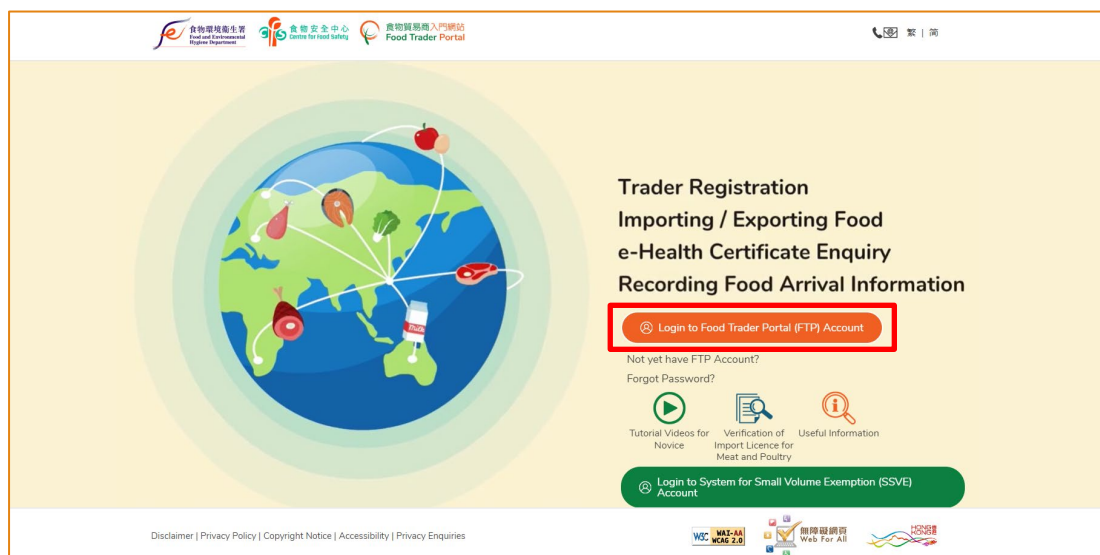 食物環境衞生署
Food and Environmental
Hygiene Department
cfs
食物安全中心
Centre for Food Safety
食物貿易商入門網站
Food Trader Portal
繁 | 简
Trader Registration
Importing / Exporting Food
e-Health Certificate Enquiry
Recording Food Arrival Information
Login to Food Trader Portal (FTP) Account
Not yet have FTP Account?
Forgot Password?
Tutorial Videos for
Novice
Verification of
Import Licence for
Meat and Poultry
Useful Information
Login to System for Small Volume Exemption (SSVE)
Account
Milk
Disclaimer | Privacy Policy | Copyright Notice | Accessibility | Privacy Enquiries
W3C WAI-AA
WCAG 2.0
無障礙網頁
Web For All
HONG
KONG